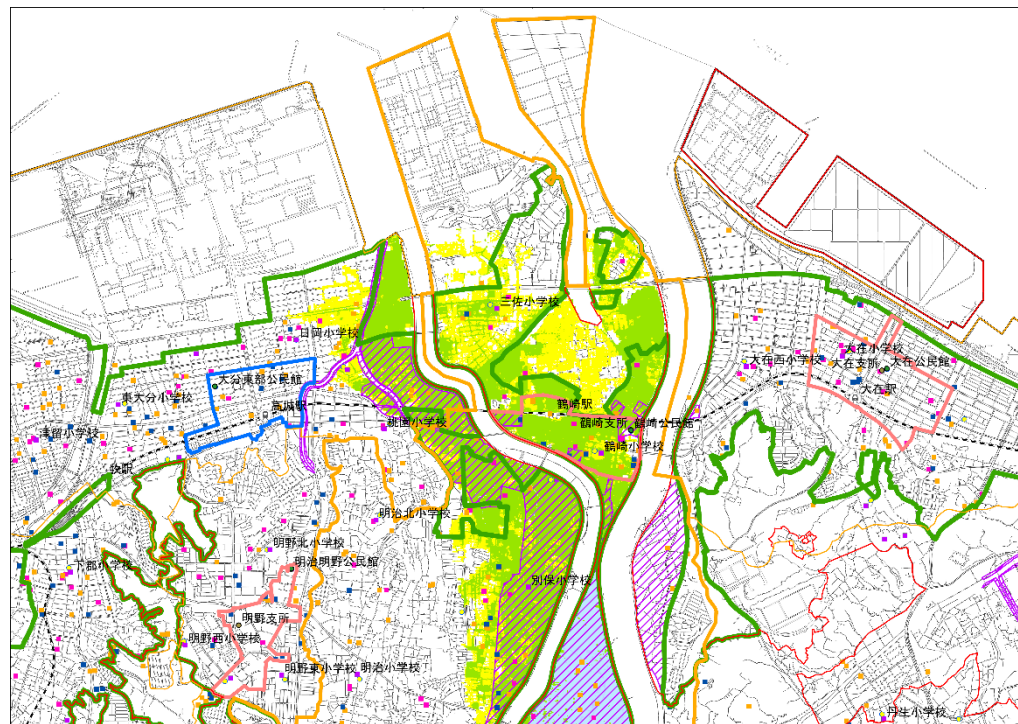 三佐小学校
日岡小学校
大在小学校
大在西小学校
大在支所
大在公民館
大分東部公民館
大在駅
東大分小学校
高城駅
鶴崎駅
桃園小学校
鶴崎支所
鶴崎公民館
津留小学校
鶴崎小学校
牧駅
明治北小学校
明野北小学校
明治明野公民館
下郡小学校
別保小学校
明野支所
明野西小学校
明野東小学校
明治小学校
丹生小学校